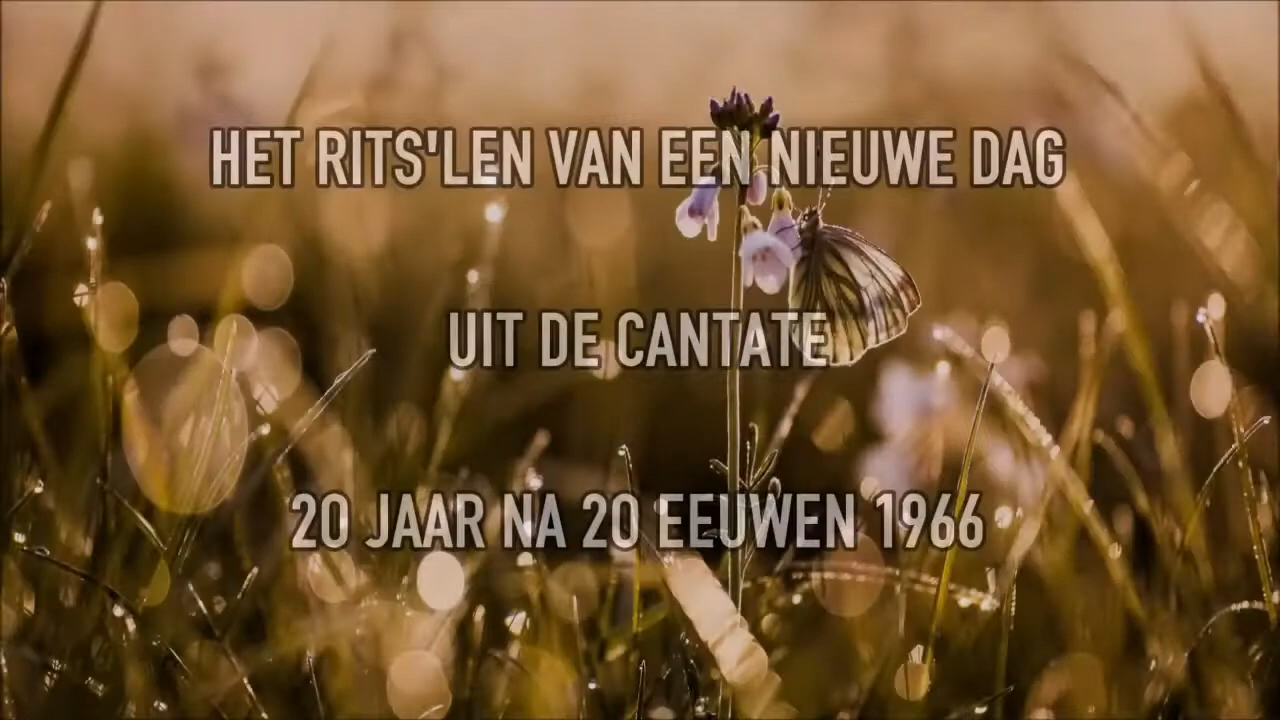 HET RITS'LEN VAN EEN NIEUWE DAG
UIT DE CANTATE
20 JAAR NA 20 EEUWEN 1966